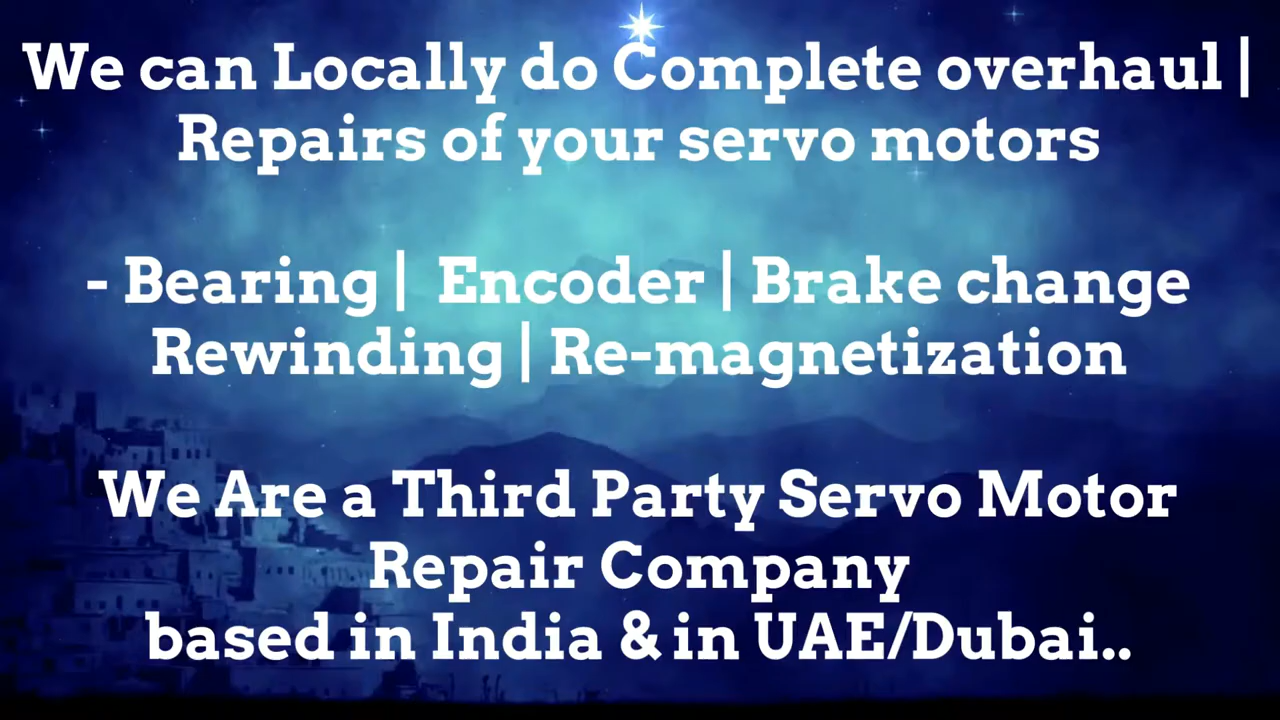 We can Locally do Complete overhaul |
Repairs of your servo motors
- Bearing | Encoder | Brake change
Rewinding | Re-magnetization
We Are a Third Party Servo Motor
Repair Company
based in India & in UAE/Dubai..